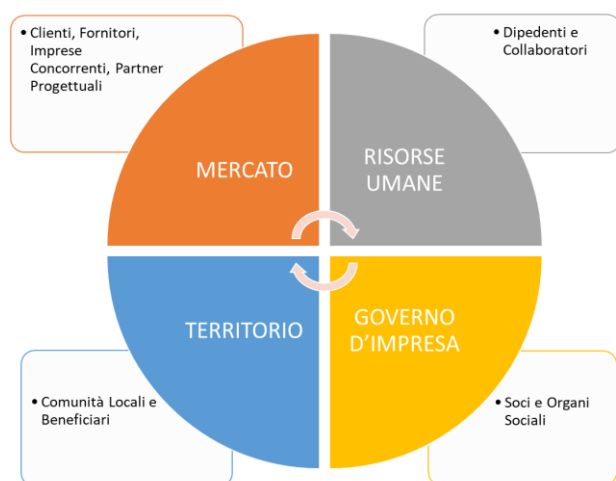 • Clienti, Fornitori,
Imprese
Concorrenti, Partner
Progettuali
• Dipedenti e
Collaboratori
MERCATO
RISORSE
UMANE
TERRITORIO
GOVERNO
D'IMPRESA
• Comunità Locali e
Beneficiari
• Soci e Organi
Sociali